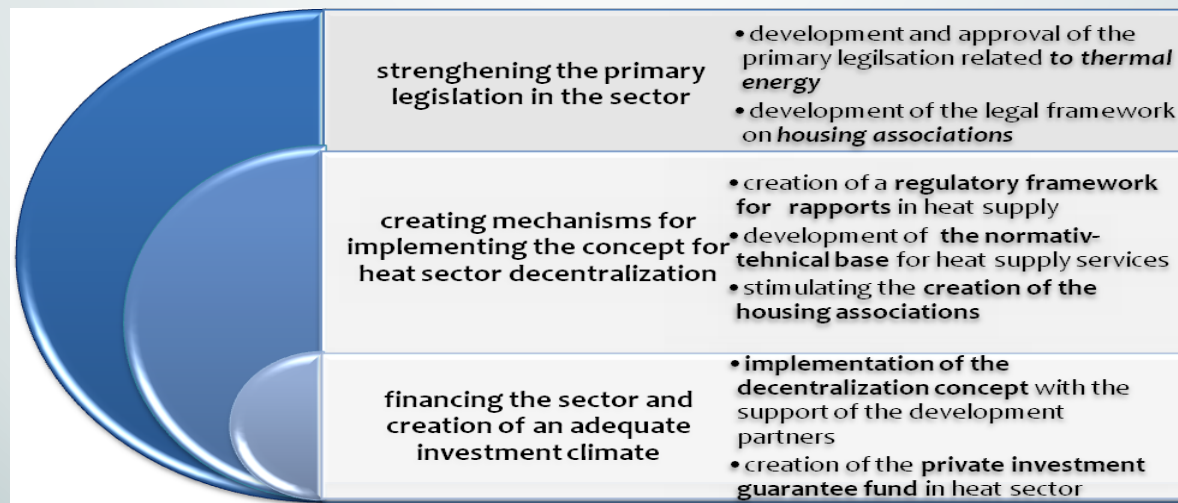 strenghening the primary
legislation in the sector
• development and approval of the
primary legilsation related to thermal
energy
• development of the legal framework
on housing associations
creating mechanisms for
implementing the concept for
heat sector decentralization
• creation of a regulatory framework
for rapports in heat supply
• development of the normativ-
tehnical base for heat supply services
• stimulating the creation of the
housing associations
financing the sector and
creation of an adequate
investment climate
• implementation of the
decentralization concept with the
support of the development
partners
• creation of the private investment
guarantee fund in heat sector